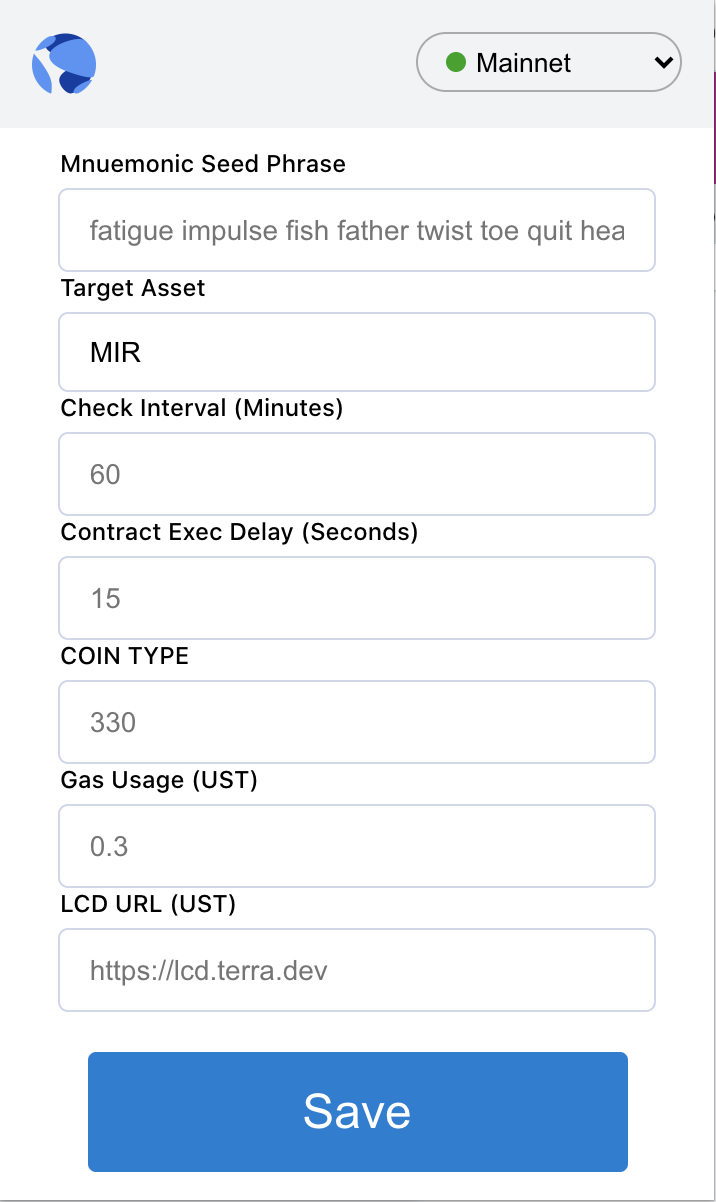 Mainnet
Mnuemonic Seed Phrase
fatigue impulse fish father twist toe quit hea
Target Asset
MIR
Check Interval (Minutes)
60
Contract Exec Delay (Seconds)
15
COIN TYPE
330
Gas Usage (UST)
0.3
LCD URL (UST)
https://lcd.terra.dev
Save